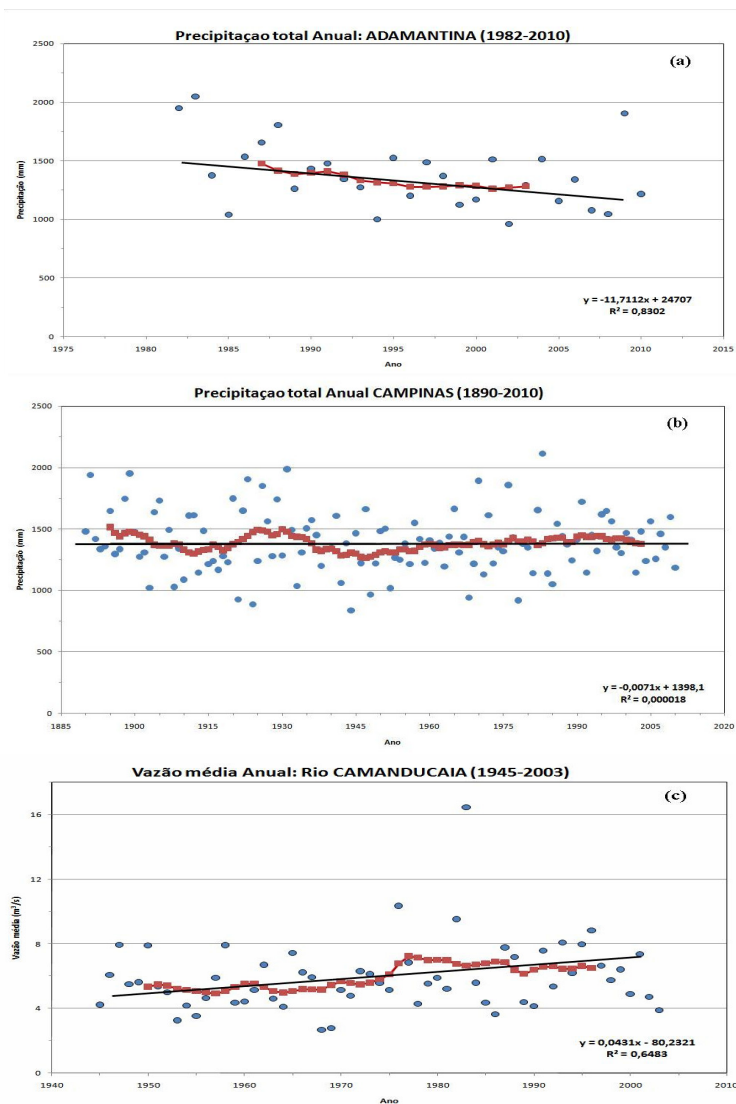 Precipitação total Anual: ADAMANTINA (1982-2010)
(a)
2500
2000
1500
1000
500
0
Precipitação (mm)
1975 1980 1985 1990 1995 2000 2005 2010 2015
Ano
y = -11,7112x + 24707
R² = 0,8302
Precipitaçao total Anual CAMPINAS (1890-2010)
(b)
2500
2000
1500
1000
500
0
Precipitação (mm)
1885 1900 1915 1930 1945 1960 1975 1990 2005 2020
Ano
y = -0,0071x + 1398,1
R² = 0,000018
Vazão média Anual: Rio CAMANDUCAIA (1945-2003)
(c)
16
12
8
4
0
Vazão média (m³/s)
1940 1950 1960 1970 1980 1990 2000 2010
Ano
y = 0,0431x - 80,2321
R² = 0,6483